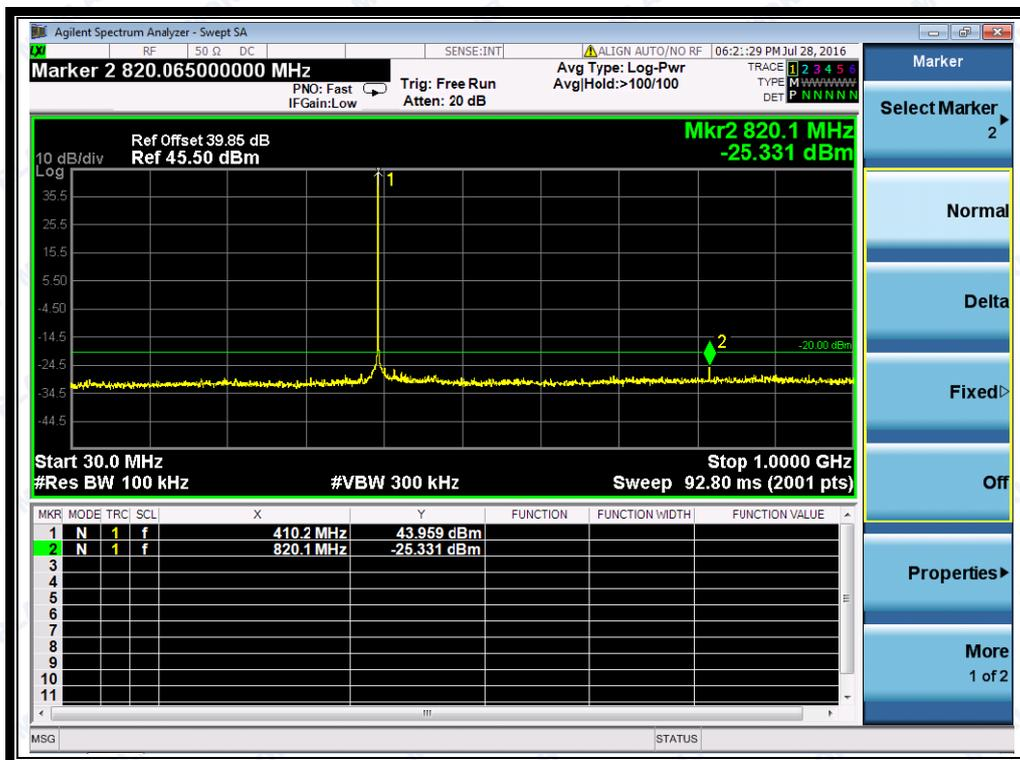 Agilent Spectrum Analyzer - Swept SA
LXI RF 50 Ω DC SENSE:INT ALIGN AUTO/NO RF 06:21:29 PM Jul 28, 2016
Marker 2 820.065000000 MHz
PNO: Fast
IFGain:Low
Trig: Free Run
Atten: 20 dB
Avg Type: Log-Pwr
Avg|Hold:>100/100
TRACE 1 2 3 4 5 6
TYPE M WWWWW
DET P N N N N N
Ref Offset 39.85 dB
10 dB/div Ref 45.50 dBm
Log
Mkr2 820.1 MHz
-25.331 dBm
1
35.5
25.5
15.5
5.50
-4.50
-14.5
2
-20.00 dBm
-24.5
-34.5
-44.5
Start 30.0 MHz Stop 1.0000 GHz
#Res BW 100 kHz #VBW 300 kHz Sweep 92.80 ms (2001 pts)
MKR MODE TRC SCL X Y FUNCTION FUNCTION WIDTH FUNCTION VALUE
1 N 1 f 410.2 MHz 43.959 dBm
2 N 1 f 820.1 MHz -25.331 dBm
3
4
5
6
7
8
9
10
11
MSG STATUS
Marker
Select Marker
2
Normal
Delta
Fixed
Off
Properties
More
1 of 2